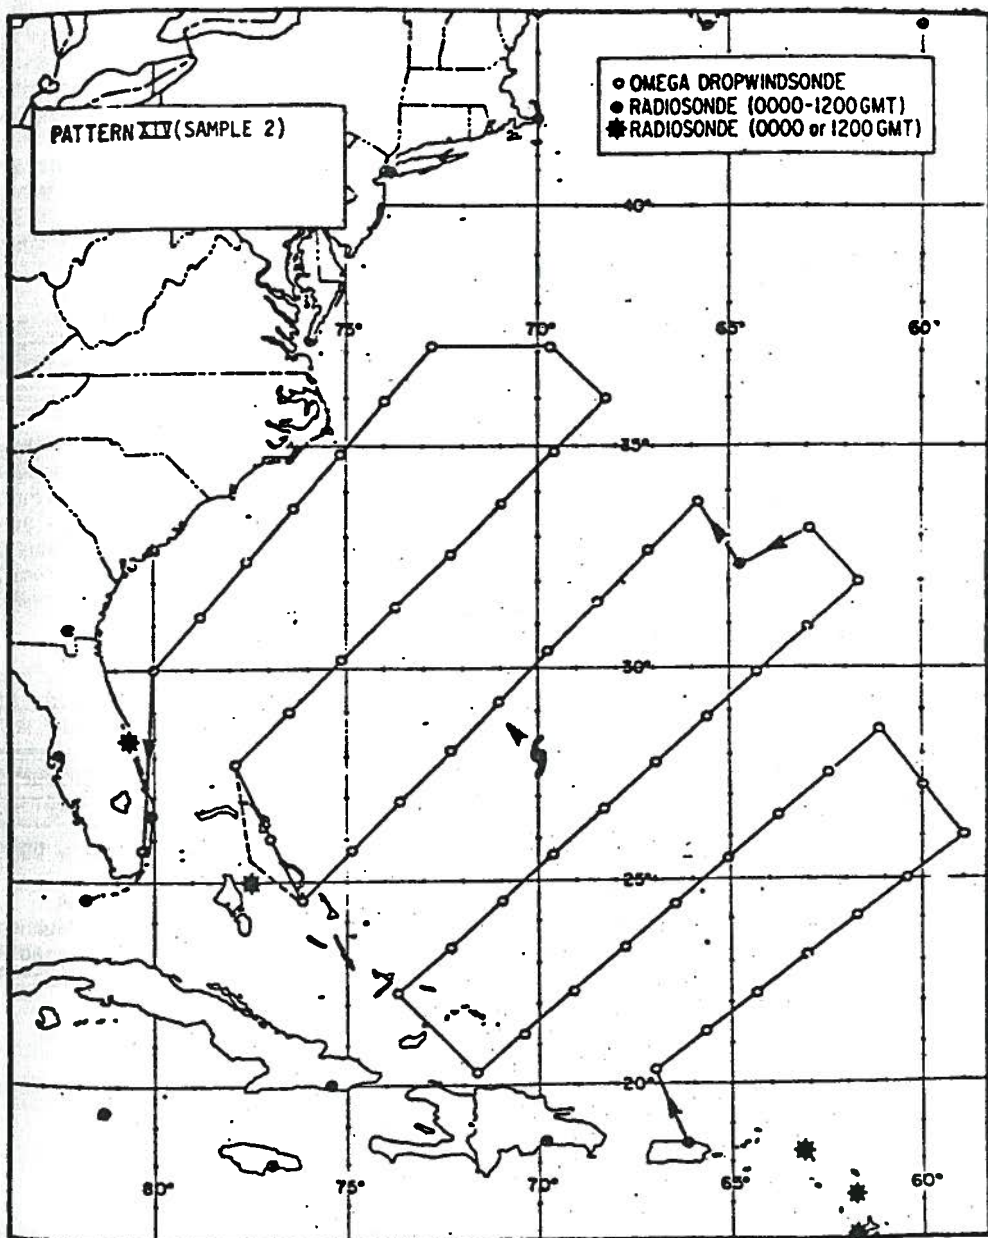 PATTERN XIV (SAMPLE 2)
○ OMEGA DROPWINDSONDE
● RADIOSONDE (0000-1200 GMT)
✸ RADIOSONDE (0000 or 1200 GMT)
40°
75° 70° 65° 60°
35°
30°
25°
20°
80° 75° 70° 65° 60°